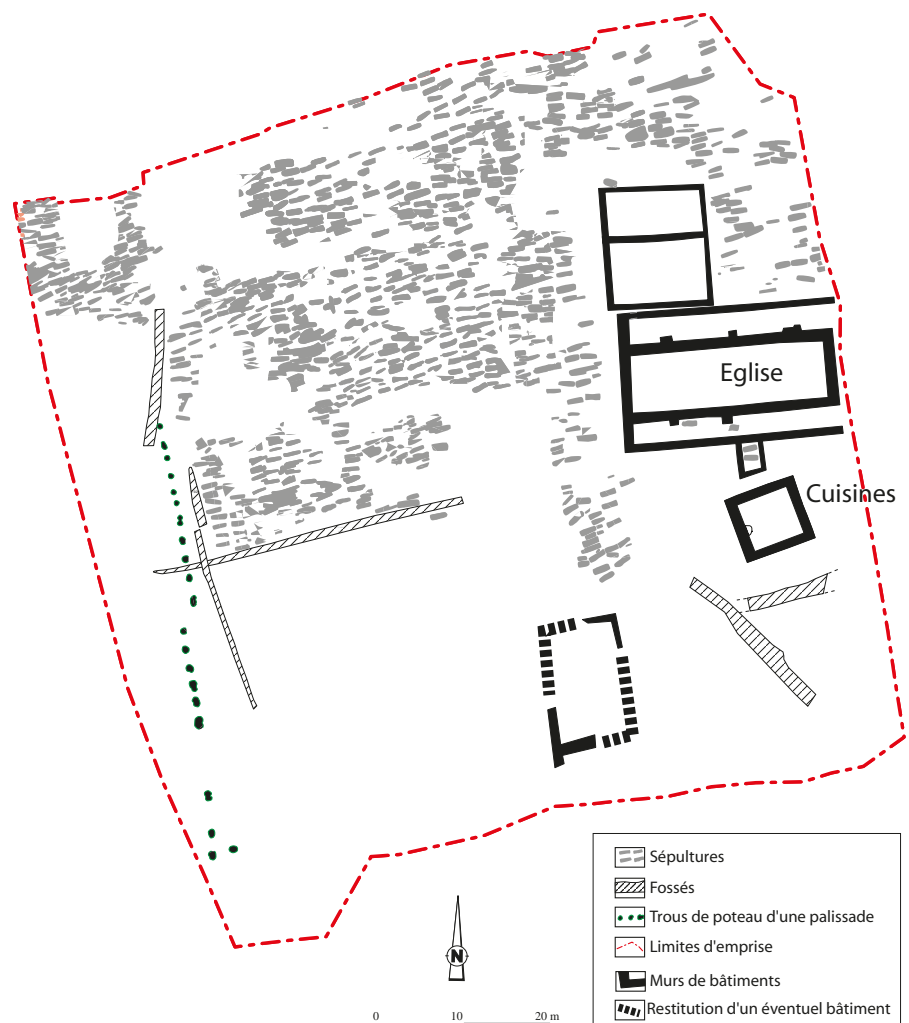 Eglise
Cuisines
Sépultures
Fossés
Trous de poteau d'une palissade
Limites d'emprise
Murs de bâtiments
Restitution d'un éventuel bâtiment
N
0 10 20 m